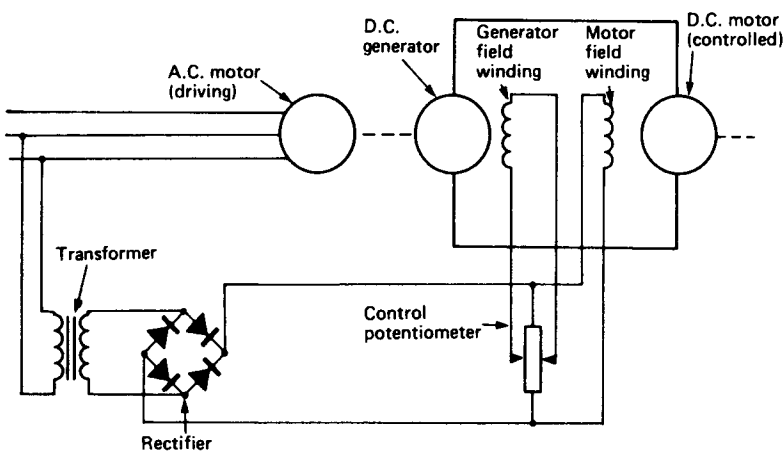 D.C.
generator
Generator
field
winding
Motor
field
winding
D.C. motor
(controlled)
A.C. motor
(driving)
Transformer
Control
potentiometer
Rectifier